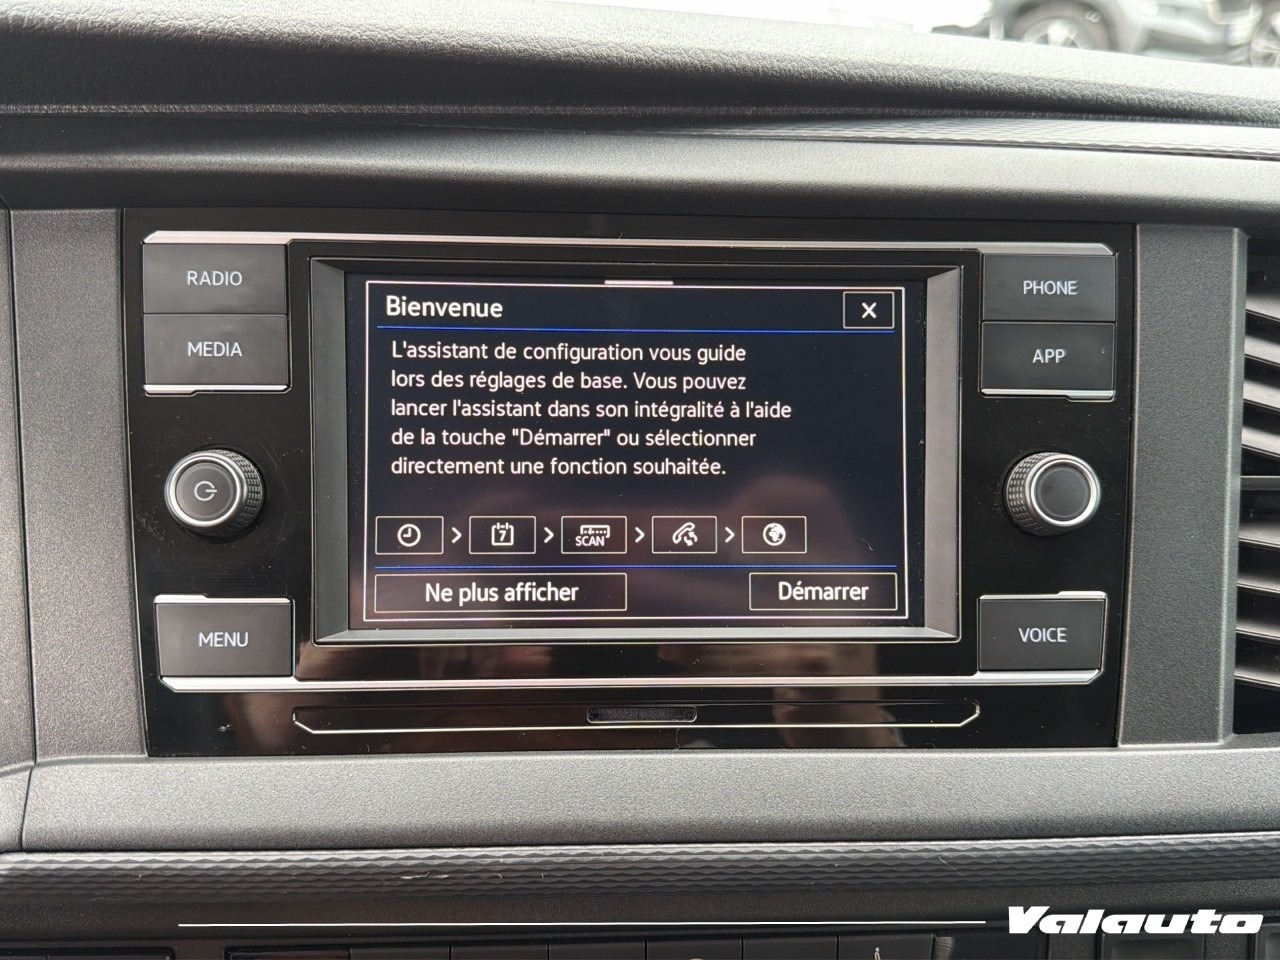 RADIO
MEDIA
MENU
Bienvenue
X
L'assistant de configuration vous guide
lors des réglages de base. Vous pouvez
lancer l'assistant dans son intégralité à l'aide
de la touche "Démarrer" ou sélectionner
directement une fonction souhaitée.
7
SCAN
Ne plus afficher
Démarrer
PHONE
APP
VOICE
Valauto